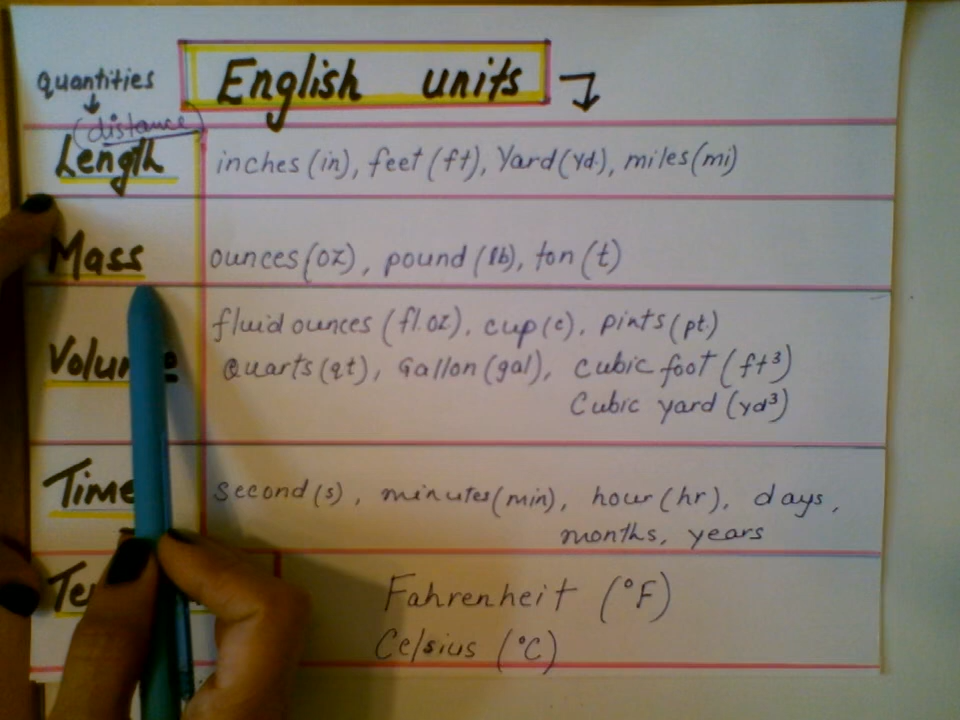 English units
quantities
(distance)
Length
inches(in), feet(ft), Yard(yd.), miles(mi)
Mass
ounces(oz), pound(lb), ton(t)
fluid ounces (fl.oz), cup(c), pints(pt.)
Quarts(qt), Gallon(gal), Cubic foot (ft³)
Cubic yard (yd³)
Time
second(s), minutes(min), hour(hr), days,
months, years
Fahrenheit (°F)
Celsius (°C)